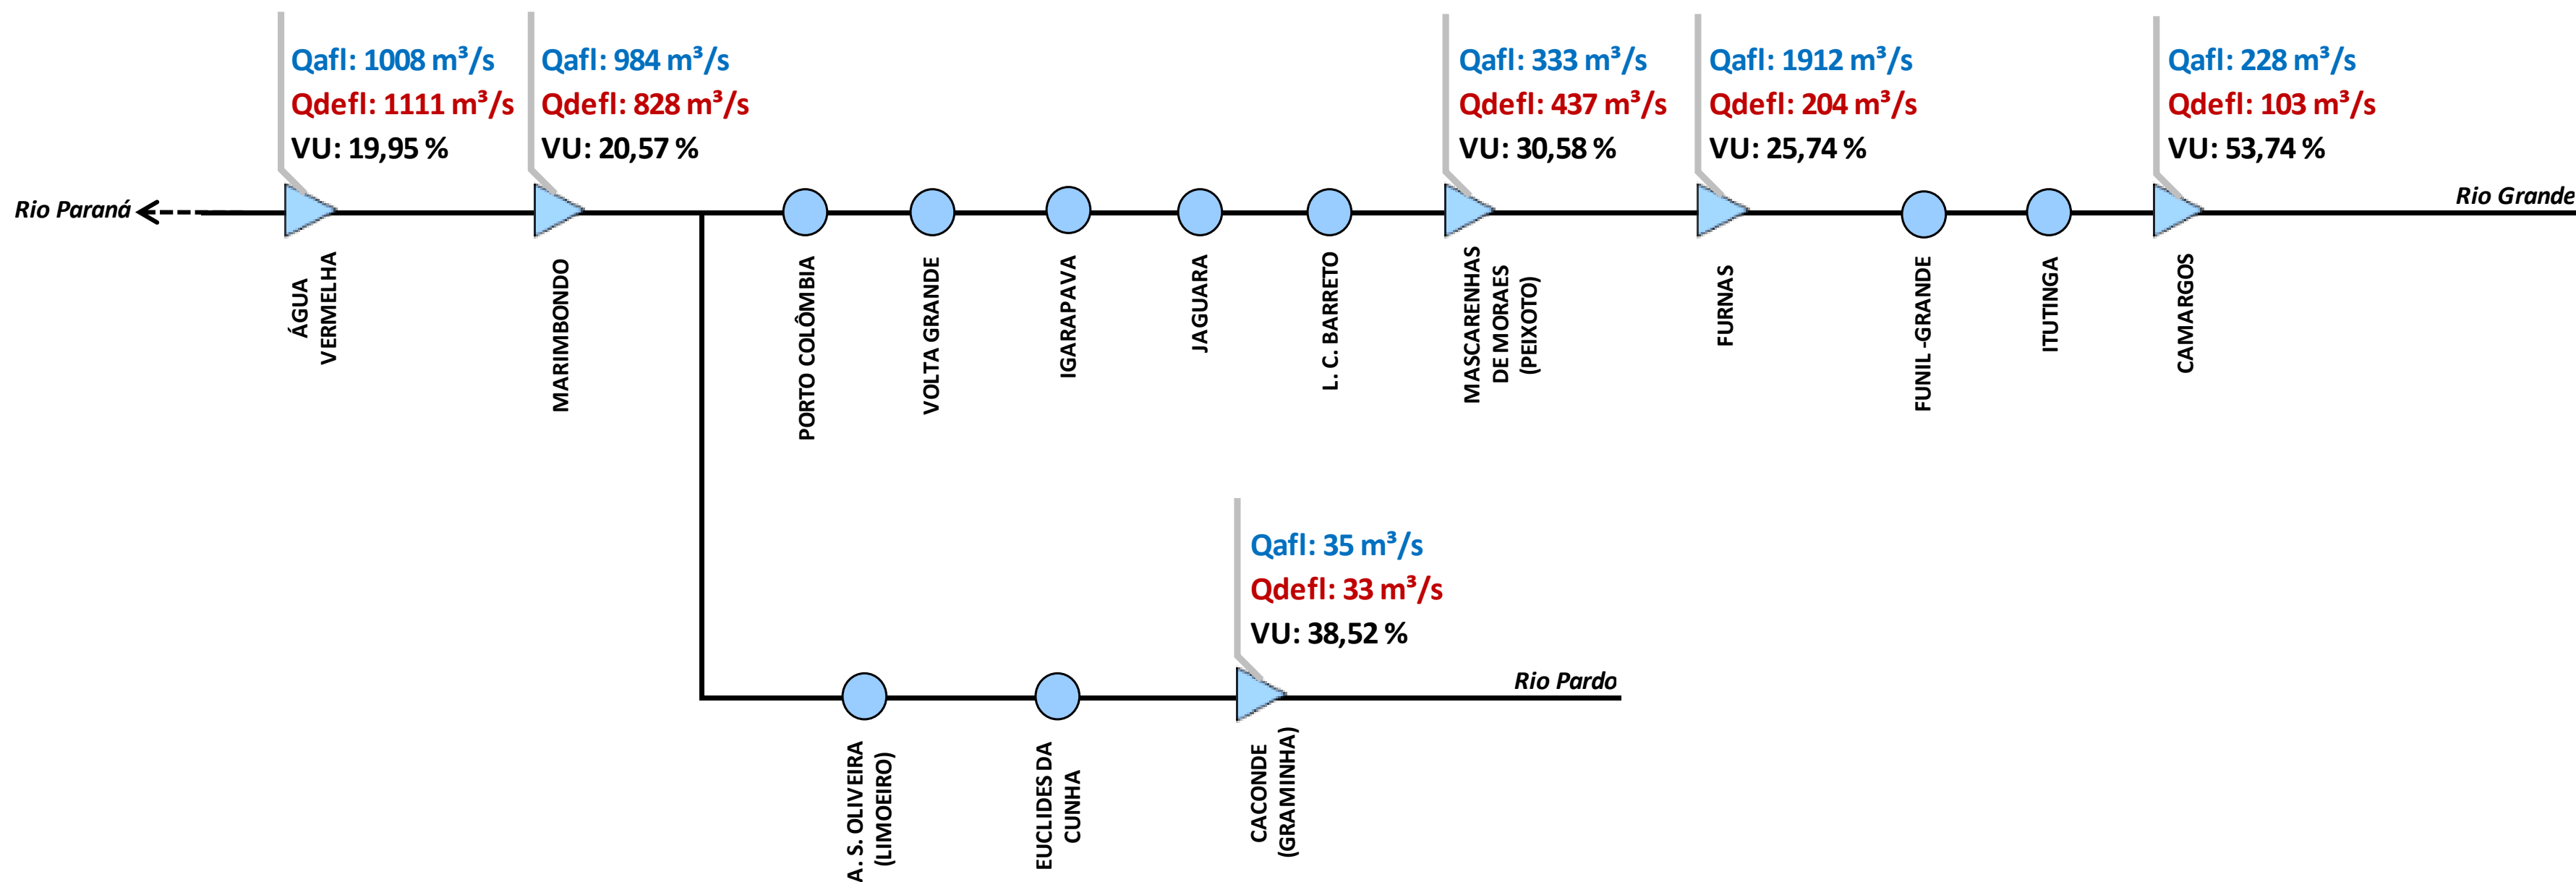 Qafl: 1008 m³/s
Qdefl: 1111 m³/s
VU: 19,95 %
Qafl: 984 m³/s
Qdefl: 828 m³/s
VU: 20,57 %
Qafl: 333 m³/s
Qdefl: 437 m³/s
VU: 30,58 %
Qafl: 1912 m³/s
Qdefl: 204 m³/s
VU: 25,74 %
Qafl: 228 m³/s
Qdefl: 103 m³/s
VU: 53,74 %
Rio Paraná
Rio Grande
ÁGUA
VERMELHA
MARIMBONDO
PORTO COLÔMBIA
VOLTA GRANDE
IGARAPAVA
JAGUARA
L. C. BARRETO
MASCARENHAS
DE MORAES
(PEIXOTO)
FURNAS
FUNIL -GRANDE
ITUTINGA
CAMARGOS
Qafl: 35 m³/s
Qdefl: 33 m³/s
VU: 38,52 %
Rio Pardo
A. S. OLIVEIRA
(LIMOEIRO)
EUCLIDES DA
CUNHA
CACONDE
(GRAMINHA)